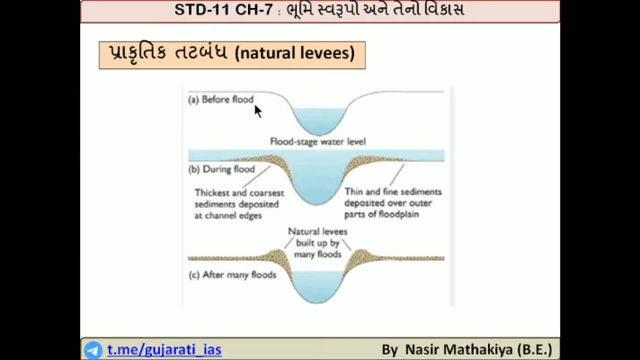 STD-11 CH-7 : ભૂમિ સ્વરૂપો અને તેનો વિકાસ
પ્રાકૃતિક તટબંધ (natural levees)
(a) Before flood
Flood-stage water level
(b) During flood
Thickest and coarsest
sediments deposited
at channel edges
Thin and fine sediments
deposited over outer
parts of floodplain
Natural levees
built up by
many floods
(c) After many floods
t.me/gujarati_ias
By Nasir Mathakiya (B.E.)